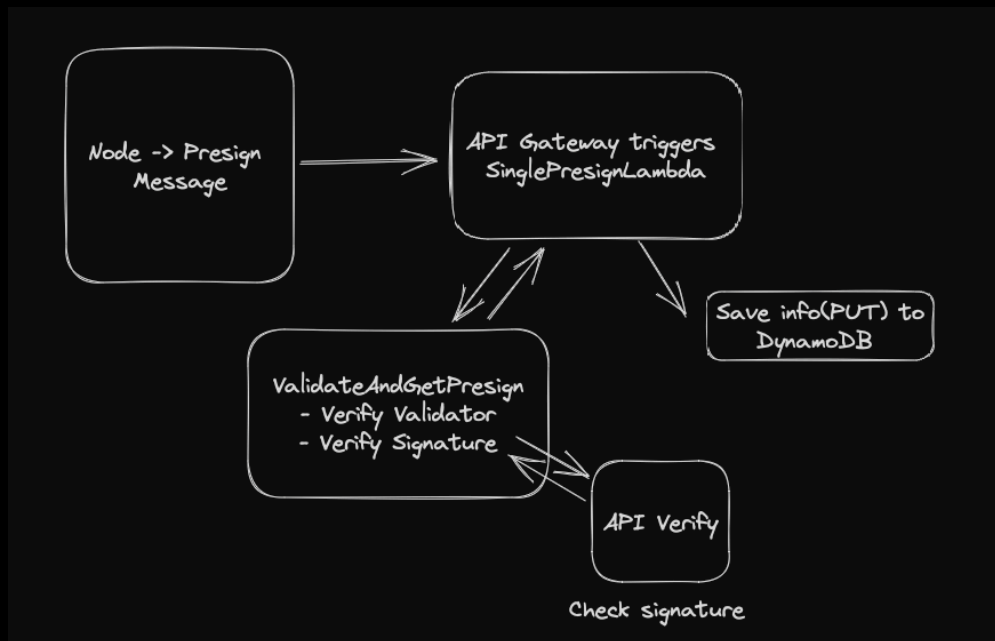 Node -> Presign
Message
API Gateway triggers
SinglePresignLambda
Save info(PUT) to
DynamoDB
ValidateAndGetPresign
- Verify Validator
- Verify Signature
API Verify
Check signature